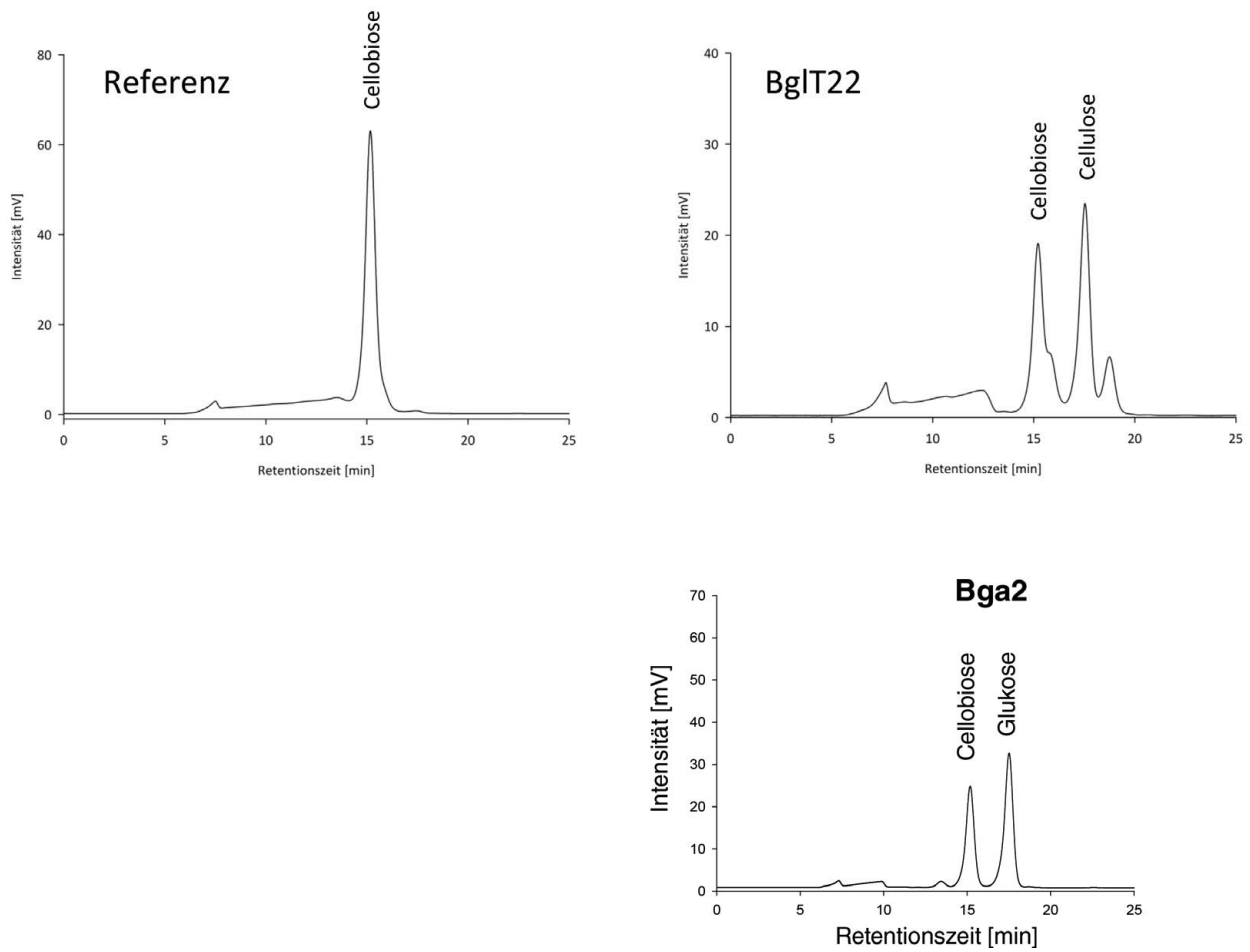 Referenz
Cellobiose
80
60
40
20
0
Intensität [mV]
0 5 10 15 20 25
Retentionszeit [min]
BglT22
Cellobiose
Cellulose
40
30
20
10
0
Intensität [mV]
0 5 10 15 20 25
Retentionszeit [min]
Bga2
Cellobiose
Glukose
70
60
50
40
30
20
10
0
Intensität [mV]
0 5 10 15 20 25
Retentionszeit [min]